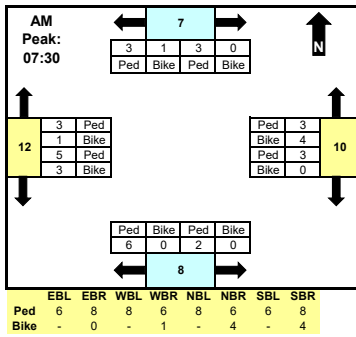 AM
Peak:
07:30
7
N
3 1 3 0
Ped Bike Ped Bike
12
3 Ped
1 Bike
5 Ped
3 Bike
Ped 3
Bike 4
Ped 3
Bike 0
10
Ped Bike Ped Bike
6 0 2 0
8
EBL EBR WBL WBR NBL NBR SBL SBR
Ped 6 8 8 6 8 6 6 8
Bike - 0 - 1 - 4 - 4